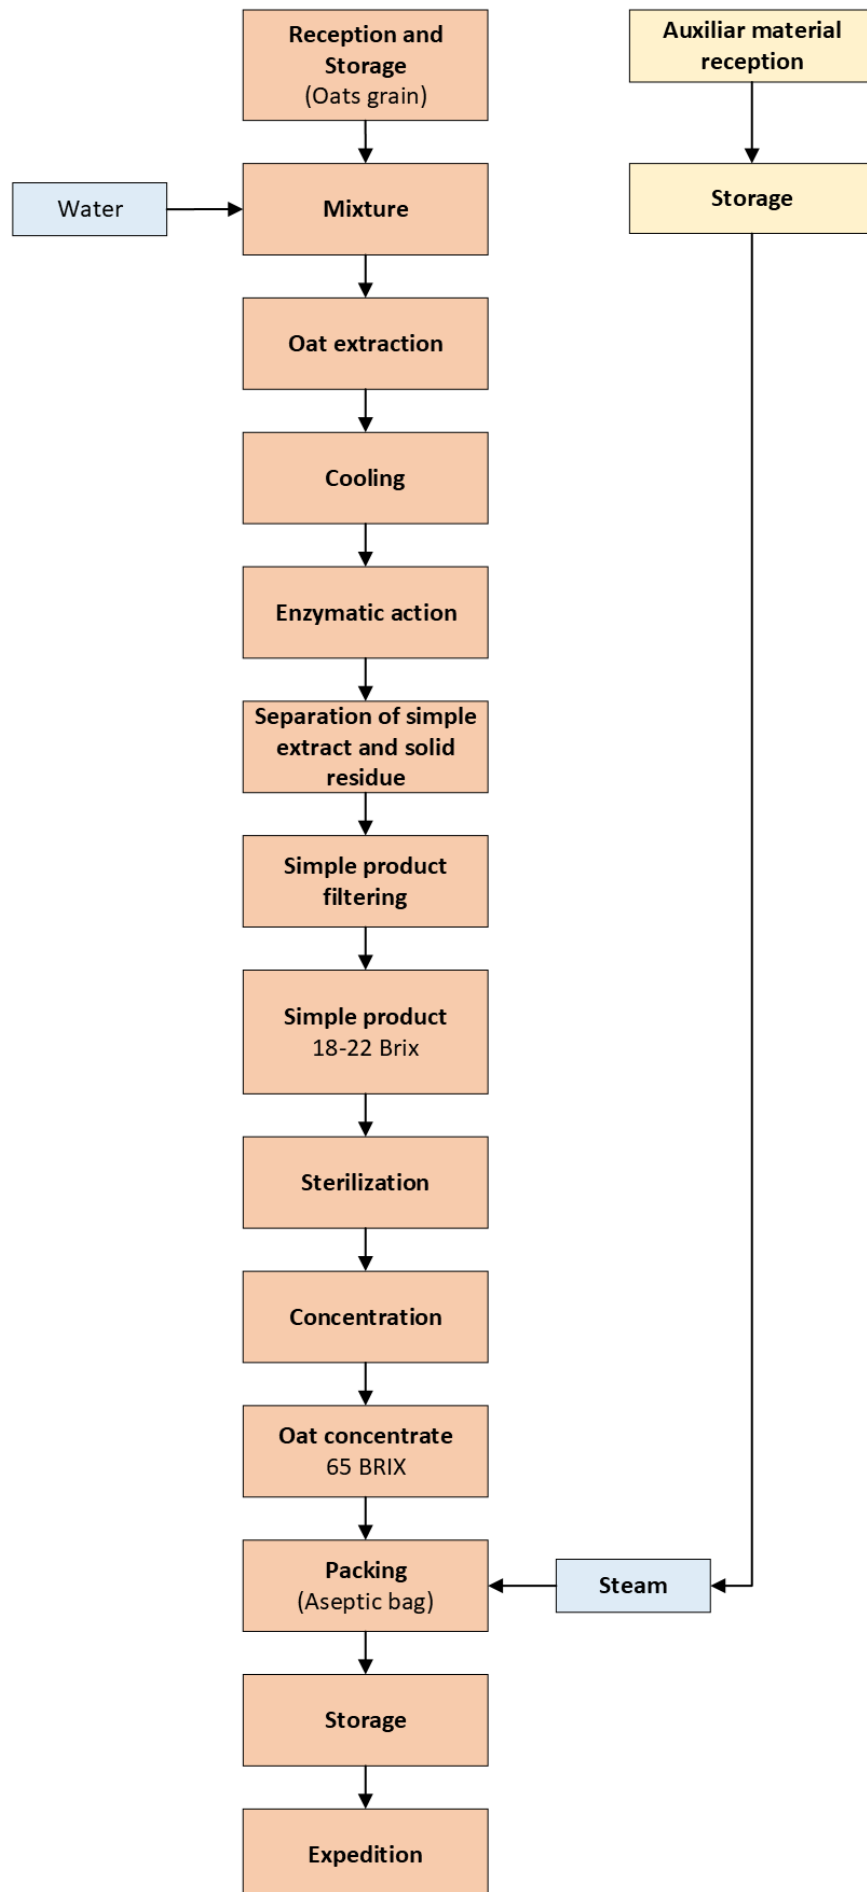 Reception and
Storage
(Oats grain)
Auxiliar material
reception
Water
Mixture
Storage
Oat extraction
Cooling
Enzymatic action
Separation of simple
extract and solid
residue
Simple product
filtering
Simple product
18-22 Brix
Sterilization
Concentration
Oat concentrate
65 BRIX
Packing
(Aseptic bag)
Steam
Storage
Expedition